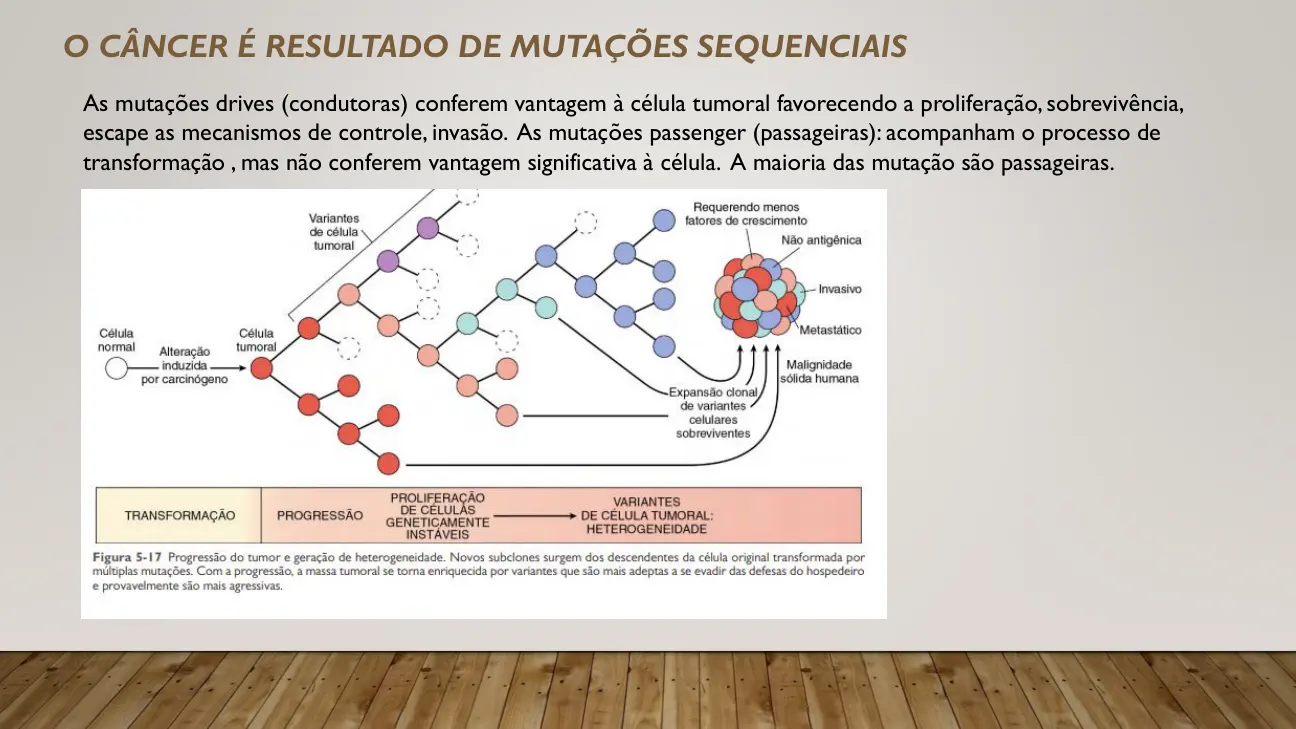 O CÂNCER É RESULTADO DE MUTAÇÕES SEQUENCIAIS
As mutações drives (condutoras) conferem vantagem à célula tumoral favorecendo a proliferação, sobrevivência,
escape as mecanismos de controle, invasão. As mutações passenger (passageiras): acompanham o processo de
transformação , mas não conferem vantagem significativa à célula. A maioria das mutação são passageiras.
Variantes
de célula
tumoral
Requerendo menos
fatores de crescimento
Não antigênica
Invasivo
Metastático
Malignidade
sólida humana
Célula
normal
Alteração
induzida
por carcinógeno
Célula
tumoral
Expansão clonal
de variantes
celulares
sobreviventes
TRANSFORMAÇÃO
PROGRESSÃO
PROLIFERAÇÃO
DE CÉLULAS
GENETICAMENTE
INSTÁVEIS
VARIANTES
DE CÉLULA TUMORAL:
HETEROGENEIDADE
Figura 5-17 Progressão do tumor e geração de heterogeneidade. Novos subclones surgem dos descendentes da célula original transformada por
múltiplas mutações. Com a progressão, a massa tumoral se torna enriquecida por variantes que são mais adeptas a se evadir das defesas do hospedeiro
e provavelmente são mais agressivas.